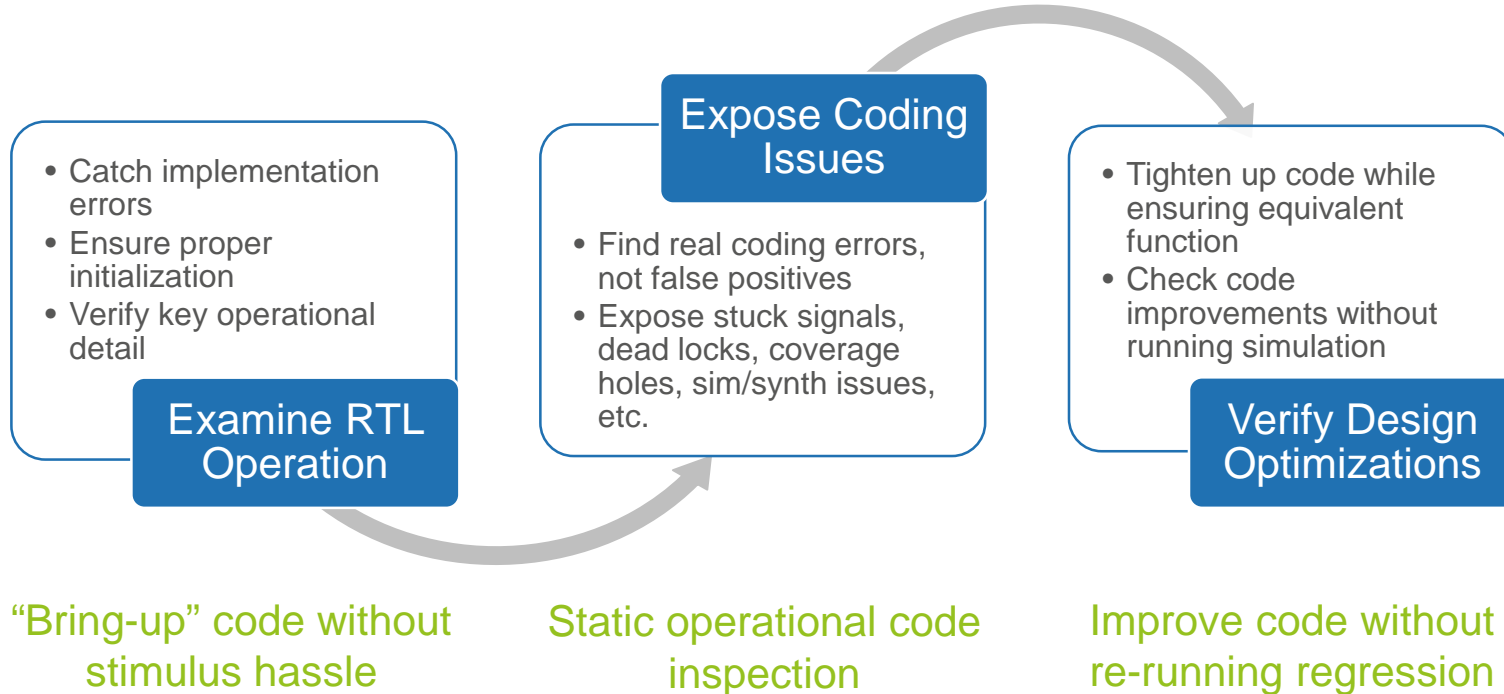 • Catch implementation
errors
• Ensure proper
initialization
• Verify key operational
detail
Examine RTL
Operation
Expose Coding
Issues
• Find real coding errors,
not false positives
• Expose stuck signals,
dead locks, coverage
holes, sim/synth issues,
etc.
• Tighten up code while
ensuring equivalent
function
• Check code
improvements without
running simulation
Verify Design
Optimizations
“Bring-up” code without
stimulus hassle
Static operational code
inspection
Improve code without
re-running regression